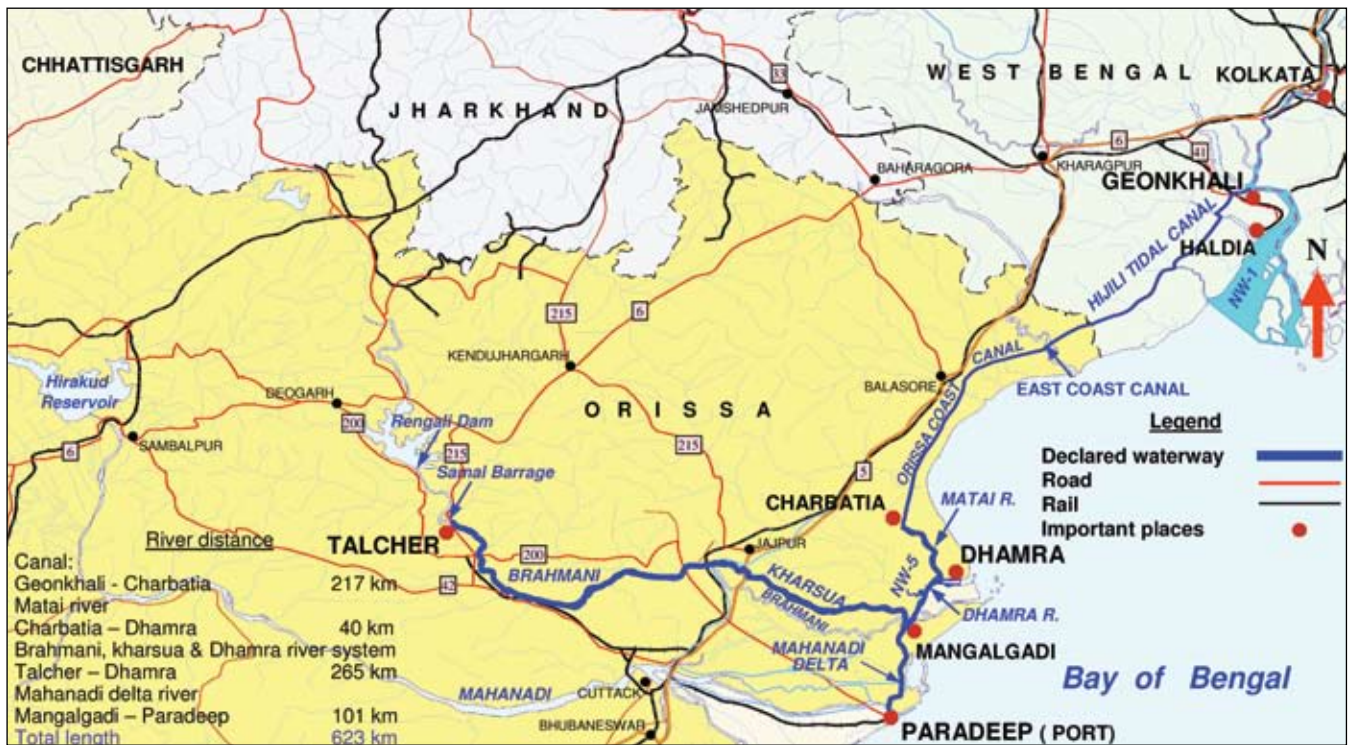 CHHATTISGARH
JHARKHAND
WEST BENGAL
KOLKATA
33
JAMSHEDPUR
6
41
KHARAGPUR
BAHARAGORA
GEONKHALI
HALDIA
HIJILI TIDAL CANAL
NW-1
N
215
6
KENDUJHARGARH
Hirakud
Reservoir
DEOGARH
200
Rengali Dam
ORISSA
BALASORE
ORISSA COAST CANAL
EAST COAST CANAL
6
SAMBALPUR
215
215
Samal Barrage
5
CHARBATIA
MATAI R.
Legend
Declared waterway
Road
Rail
Important places
TALCHER
200
42
BRAHMANI
JAJPUR
KHARSUA
BRAHMANI
NW-5
DHAMRA
DHAMRA R.
MANGALGADI
MAHANADI
DELTA
MAHANADI
CUTTACK
BHUBANESWAR
PARADEEP ( PORT)
Bay of Bengal
River distance
Canal:
Geonkhali - Charbatia 217 km
Matai river
Charbatia – Dhamra 40 km
Brahmani, kharsua & Dhamra river system
Talcher – Dhamra 265 km
Mahanadi delta river
Mangalgadi – Paradeep 101 km
Total length 623 km